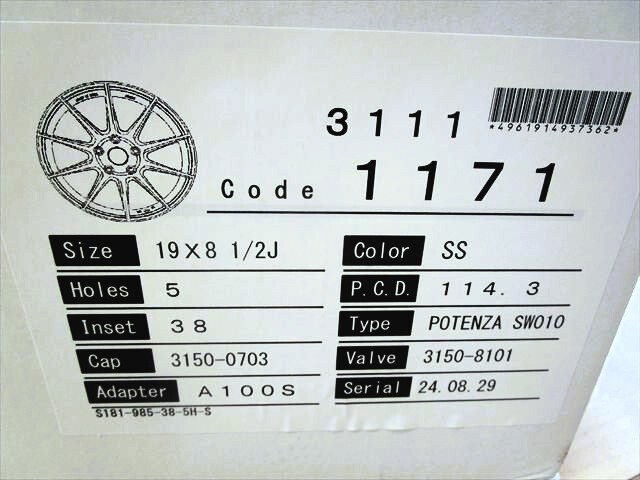 3111
*4961914937362*
Code 1171
Size 19X8 1/2J Color SS
Holes 5 P.C.D. 114.3
Inset 38 Type POTENZA SW010
Cap 3150-0703 Valve 3150-8101
Adapter A100S Serial 24.08.29
S181-985-38-5H-S